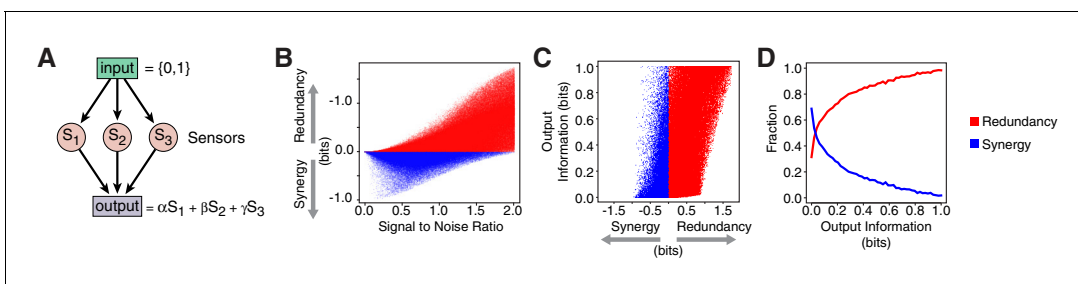 A
input = {0,1}
S1 S2 S3 Sensors
output = αS1 + βS2 + γS3
B
Redundancy
Synergy
(bits)
-1.0
0.0
-1.0
0.0 0.5 1.0 1.5 2.0
Signal to Noise Ratio
C
Output
Information (bits)
1.0
0.8
0.6
0.4
0.2
0.0
-1.5 -0.5 0.5 1.5
Synergy Redundancy
(bits)
D
Fraction
1.0
0.8
0.6
0.4
0.2
0.0
0.0 0.2 0.4 0.6 0.8 1.0
Output Information
(bits)
Redundancy
Synergy